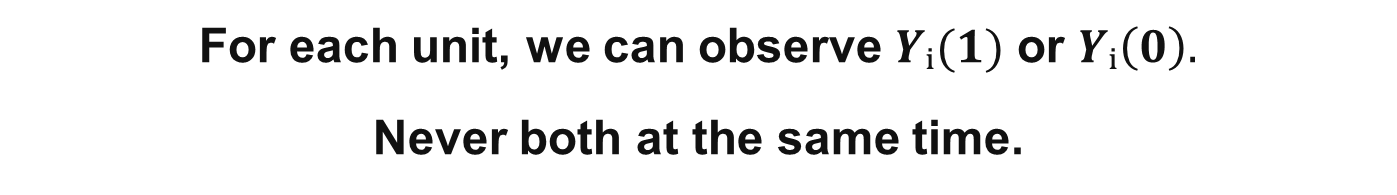 For each unit, we can observe Yᵢ(1) or Yᵢ(0).
Never both at the same time.